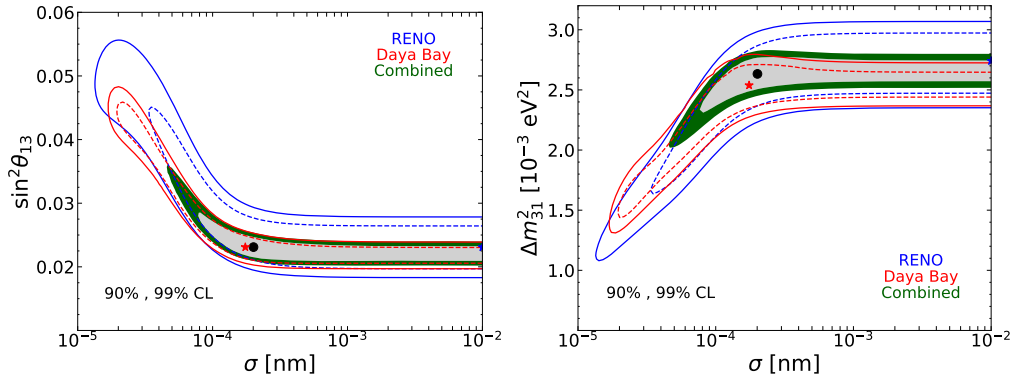 0.06
0.05
0.04
0.03
0.02
sin²θ₁₃
RENO
Daya Bay
Combined
90% , 99% CL
10⁻⁵
10⁻⁴
10⁻³
10⁻²
σ [nm]
3.0
2.5
2.0
1.5
1.0
Δm²₃₁ [10⁻³ eV²]
RENO
Daya Bay
Combined
90% , 99% CL
10⁻⁵
10⁻⁴
10⁻³
10⁻²
σ [nm]